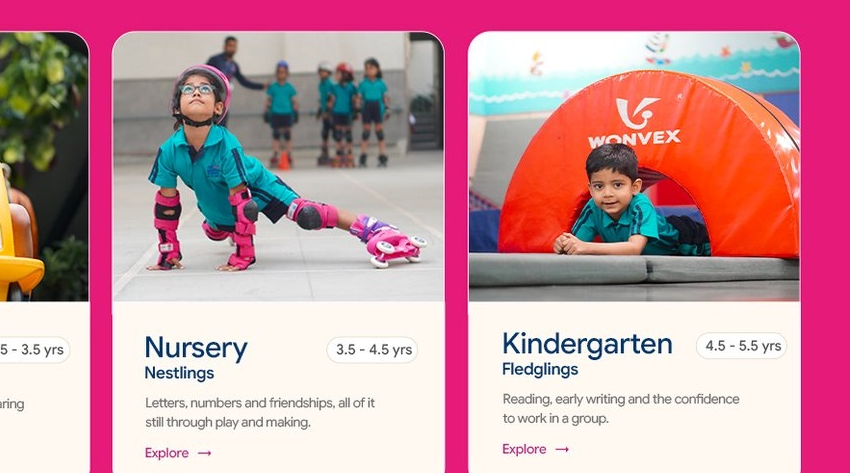 WONVEX
5 - 3.5 yrs
Nursery
3.5 - 4.5 yrs
Nestlings
Letters, numbers and friendships, all of it
still through play and making.
Explore →
Kindergarten
4.5 - 5.5 yrs
Fledglings
Reading, early writing and the confidence
to work in a group.
Explore →